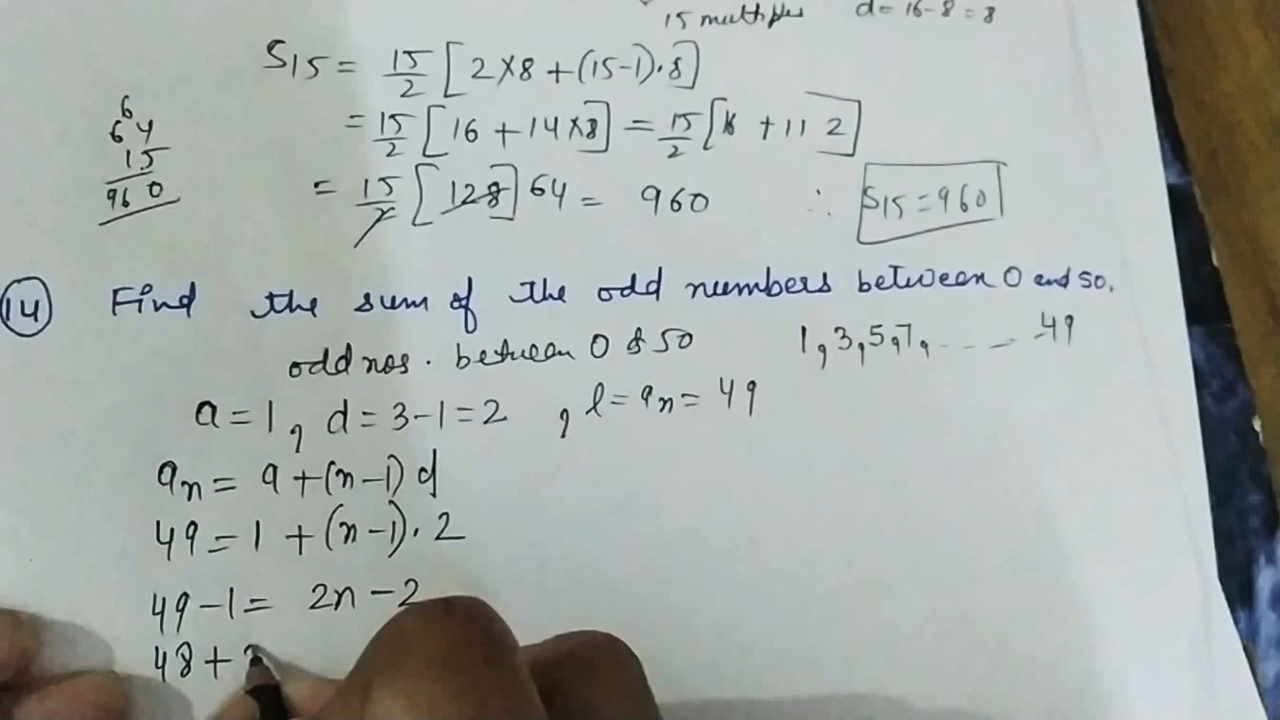 15 multiples d = 16-8 = 8
S15 = 15/2 [2×8 + (15-1)·8]
= 15/2 [16 + 14×8] = 15/2 [16 + 112]
6
64
15
960
= 15/2 [128] 64 = 960 ∴ S15 = 960
14 Find the sum of the odd numbers between 0 and 50.
odd nos. between 0 & 50 1, 3, 5, 7, ... 49
a = 1, d = 3-1 = 2, l = an = 49
an = a + (n-1) d
49 = 1 + (n-1)· 2
49-1 = 2n-2
48+